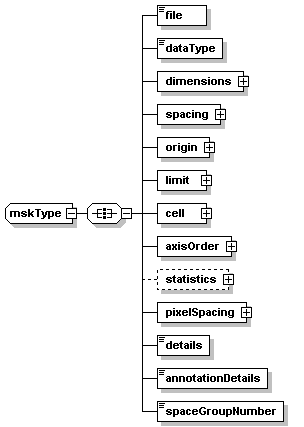 file
dataType
dimensions
spacing
origin
limit
mskType
cell
axisOrder
statistics
pixelSpacing
details
annotationDetails
spaceGroupNumber